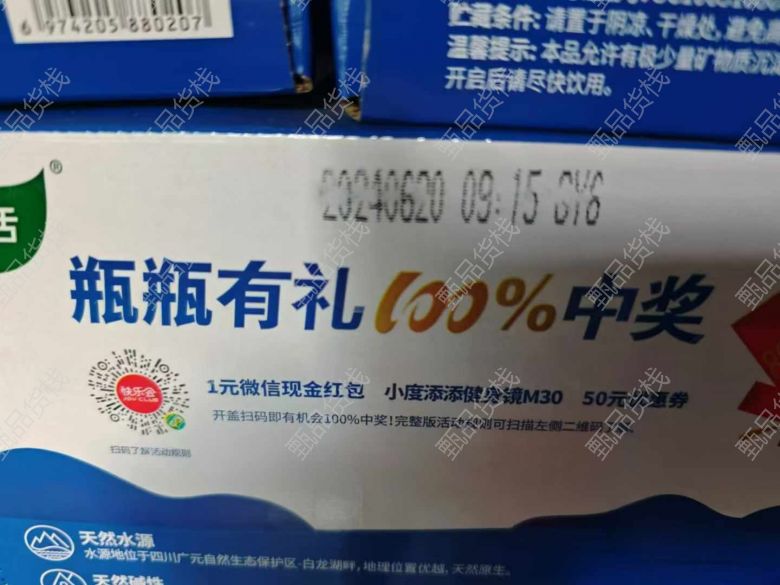 6 974205 880207
贮藏条件: 请置于阴凉、干燥处, 避免
温馨提示: 本品允许有极少量矿物质沉
开启后请尽快饮用。
活
®
20240620 09:15 GY6
瓶瓶有礼100%中奖
快乐会
JOY CLUB
1元微信现金红包 小度添添健身镜M30 50元优惠券
开盖扫码即有机会100%中奖!完整版活动规则可扫描左侧二维码了解
扫码了解活动规则
天然水源
水源地位于四川广元自然生态保护区-白龙湖畔, 地理位置优越, 天然原生。
天然碱性
甄品货栈